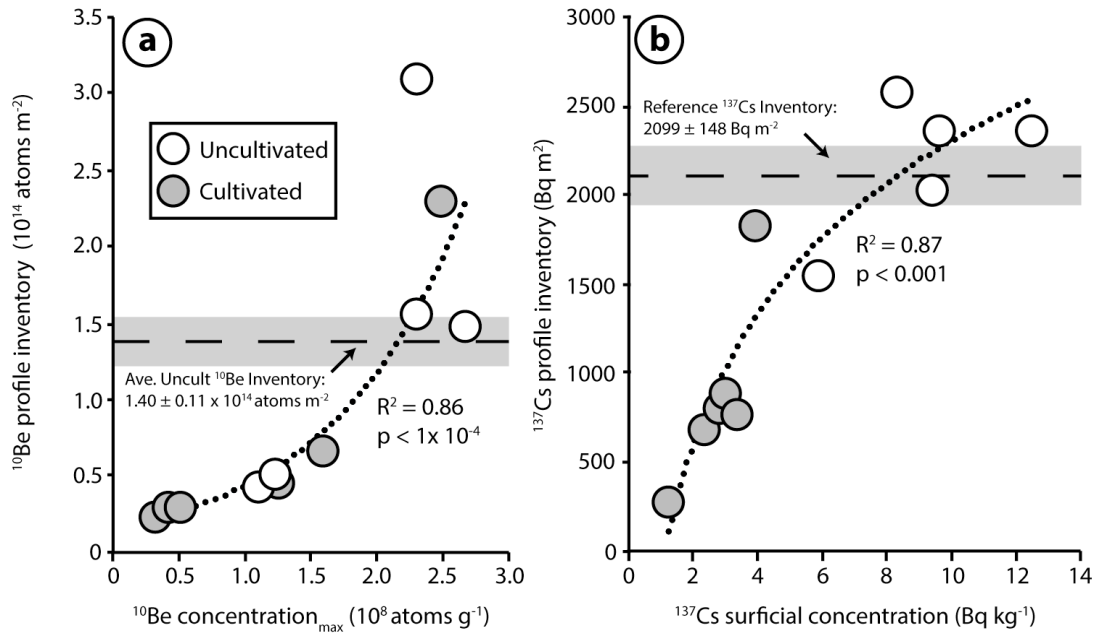 a
3.5
3.0
2.5
2.0
1.5
1.0
0.5
0
¹⁰Be profile inventory (10¹⁴ atoms m⁻²)
Uncultivated
Cultivated
Ave. Uncult ¹⁰Be Inventory:
1.40 ± 0.11 x 10¹⁴ atoms m⁻²
R² = 0.86
p < 1x 10⁻⁴
0 0.5 1.0 1.5 2.0 2.5 3.0
¹⁰Be concentration_max (10⁸ atoms g⁻¹)
b
3000
2500
2000
1500
1000
500
0
¹³⁷Cs profile inventory (Bq m²)
Reference ¹³⁷Cs Inventory:
2099 ± 148 Bq m⁻²
R² = 0.87
p < 0.001
0 2 4 6 8 10 12 14
¹³⁷Cs surficial concentration (Bq kg⁻¹)